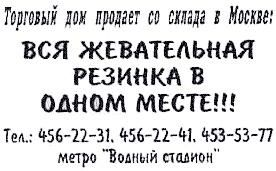 Торговый дом продает со склада в Москве:
ВСЯ ЖЕВАТЕЛЬНАЯ
РЕЗИНКА В
ОДНОМ МЕСТЕ!!!
Тел.: 456-22-31, 456-22-41, 453-53-77
метро "Водный стадион"